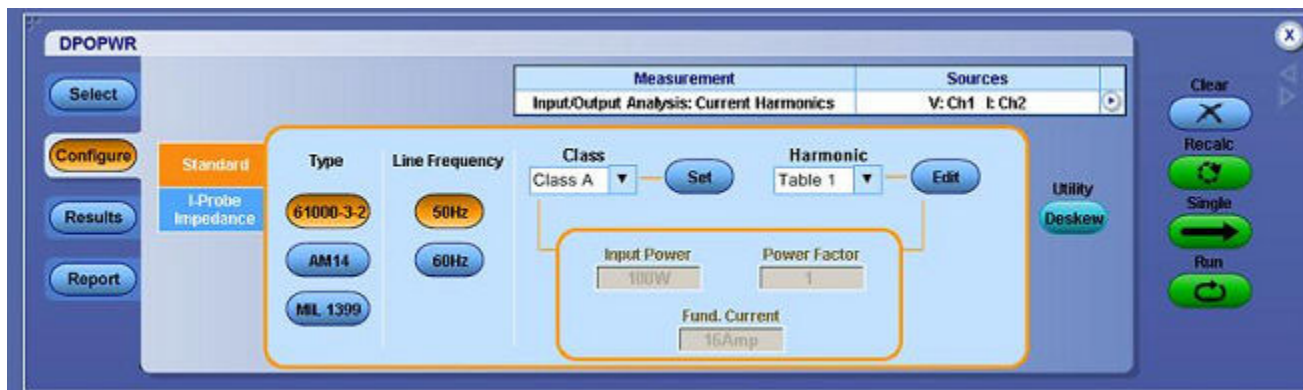 DPOPWR
Select
Configure
Results
Report
Measurement Sources
Input/Output Analysis: Current Harmonics V: Ch1 I: Ch2
Standard
I-Probe
Impedance
Type
61000-3-2
AM14
MIL 1399
Line Frequency
50Hz
60Hz
Class
Class A
Set
Harmonic
Table 1
Edit
Input Power
100W
Power Factor
1
Fund. Current
16Amp
Utility
Deskew
X
Clear
Recalc
Single
Run